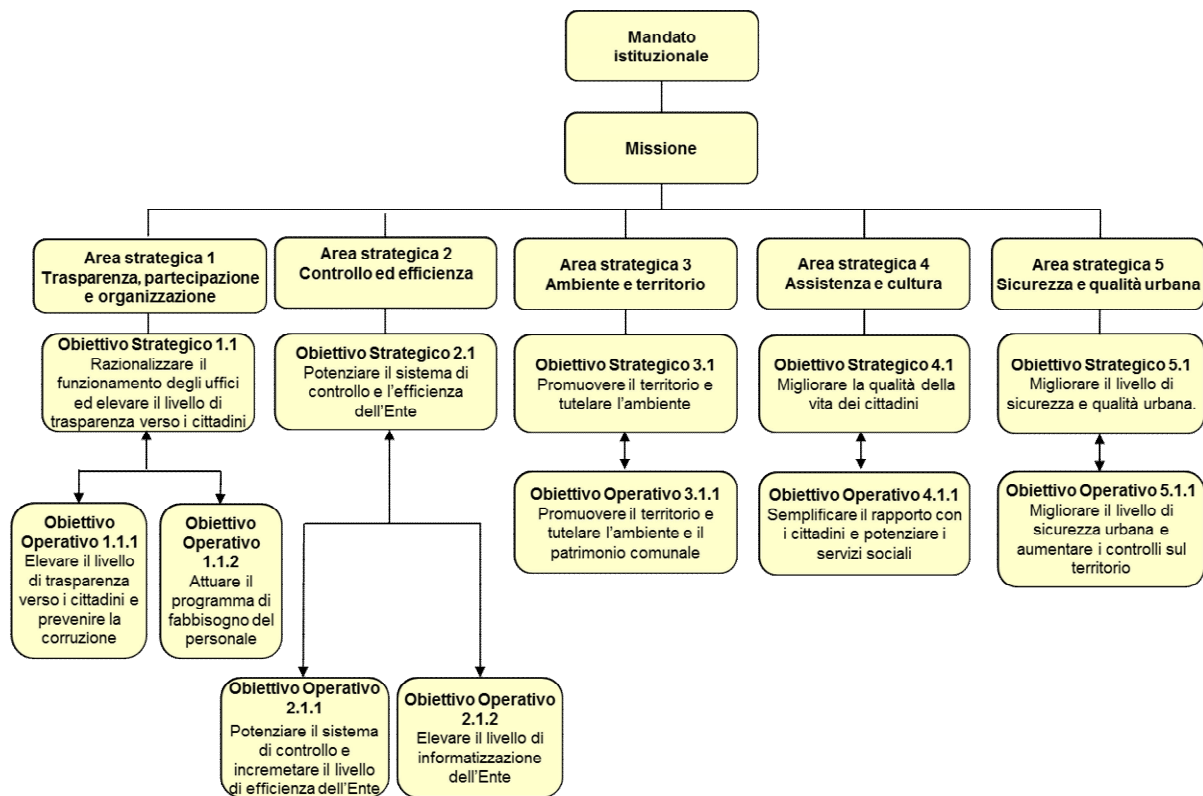 Mandato
istituzionale
Missione
Area strategica 1
Trasparenza, partecipazione
e organizzazione
Area strategica 2
Controllo ed efficienza
Area strategica 3
Ambiente e territorio
Area strategica 4
Assistenza e cultura
Area strategica 5
Sicurezza e qualità urbana
Obiettivo Strategico 1.1
Razionalizzare il
funzionamento degli uffici
ed elevare il livello di
trasparenza verso i cittadini
Obiettivo Strategico 2.1
Potenziare il sistema di
controllo e l'efficienza
dell'Ente
Obiettivo Strategico 3.1
Promuovere il territorio e
tutelare l'ambiente
Obiettivo Strategico 4.1
Migliorare la qualità della
vita dei cittadini
Obiettivo Strategico 5.1
Migliorare il livello di
sicurezza e qualità urbana.
Obiettivo
Operativo 1.1.1
Elevare il livello
di trasparenza
verso i cittadini e
prevenire la
corruzione
Obiettivo
Operativo
1.1.2
Attuare il
programma di
fabbisogno del
personale
Obiettivo Operativo 3.1.1
Promuovere il territorio e
tutelare l'ambiente e il
patrimonio comunale
Obiettivo Operativo 4.1.1
Semplificare il rapporto con
i cittadini e potenziare i
servizi sociali
Obiettivo Operativo 5.1.1
Migliorare il livello di
sicurezza urbana e
aumentare i controlli sul
territorio
Obiettivo Operativo
2.1.1
Potenziare il sistema
di controllo e
incremetare il livello
di efficienza dell'Ente
Obiettivo Operativo
2.1.2
Elevare il livello di
informatizzazione
dell'Ente